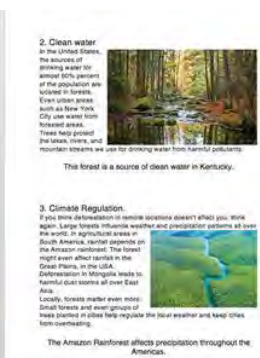 2. Clean water
In the United States,
the sources of
drinking water for
almost 60% percent
of the population are
located in forests.
Even urban areas
such as New York
City use water from
forested areas.
Trees help protect
the lakes, rivers, and
mountain streams we use for drinking water from harmful pollutants.
This forest is a source of clean water in Kentucky.
3. Climate Regulation.
If you think deforestation in remote locations doesn't affect you, think
again. Large forests influence weather and precipitation patterns all over
the world. In agricultural areas in
South America, rainfall depends on
the Amazon rainforest. The forest
might even affect rainfall in the
Great Plains, in the USA.
Deforestation in Mongolia leads to
harmful dust storms all over East
Asia.
Locally, forests matter even more.
Small forests and even groups of
trees planted in cities help regulate the local weather and keep cities
from overheating.
The Amazon Rainforest affects precipitation throughout the
Americas.